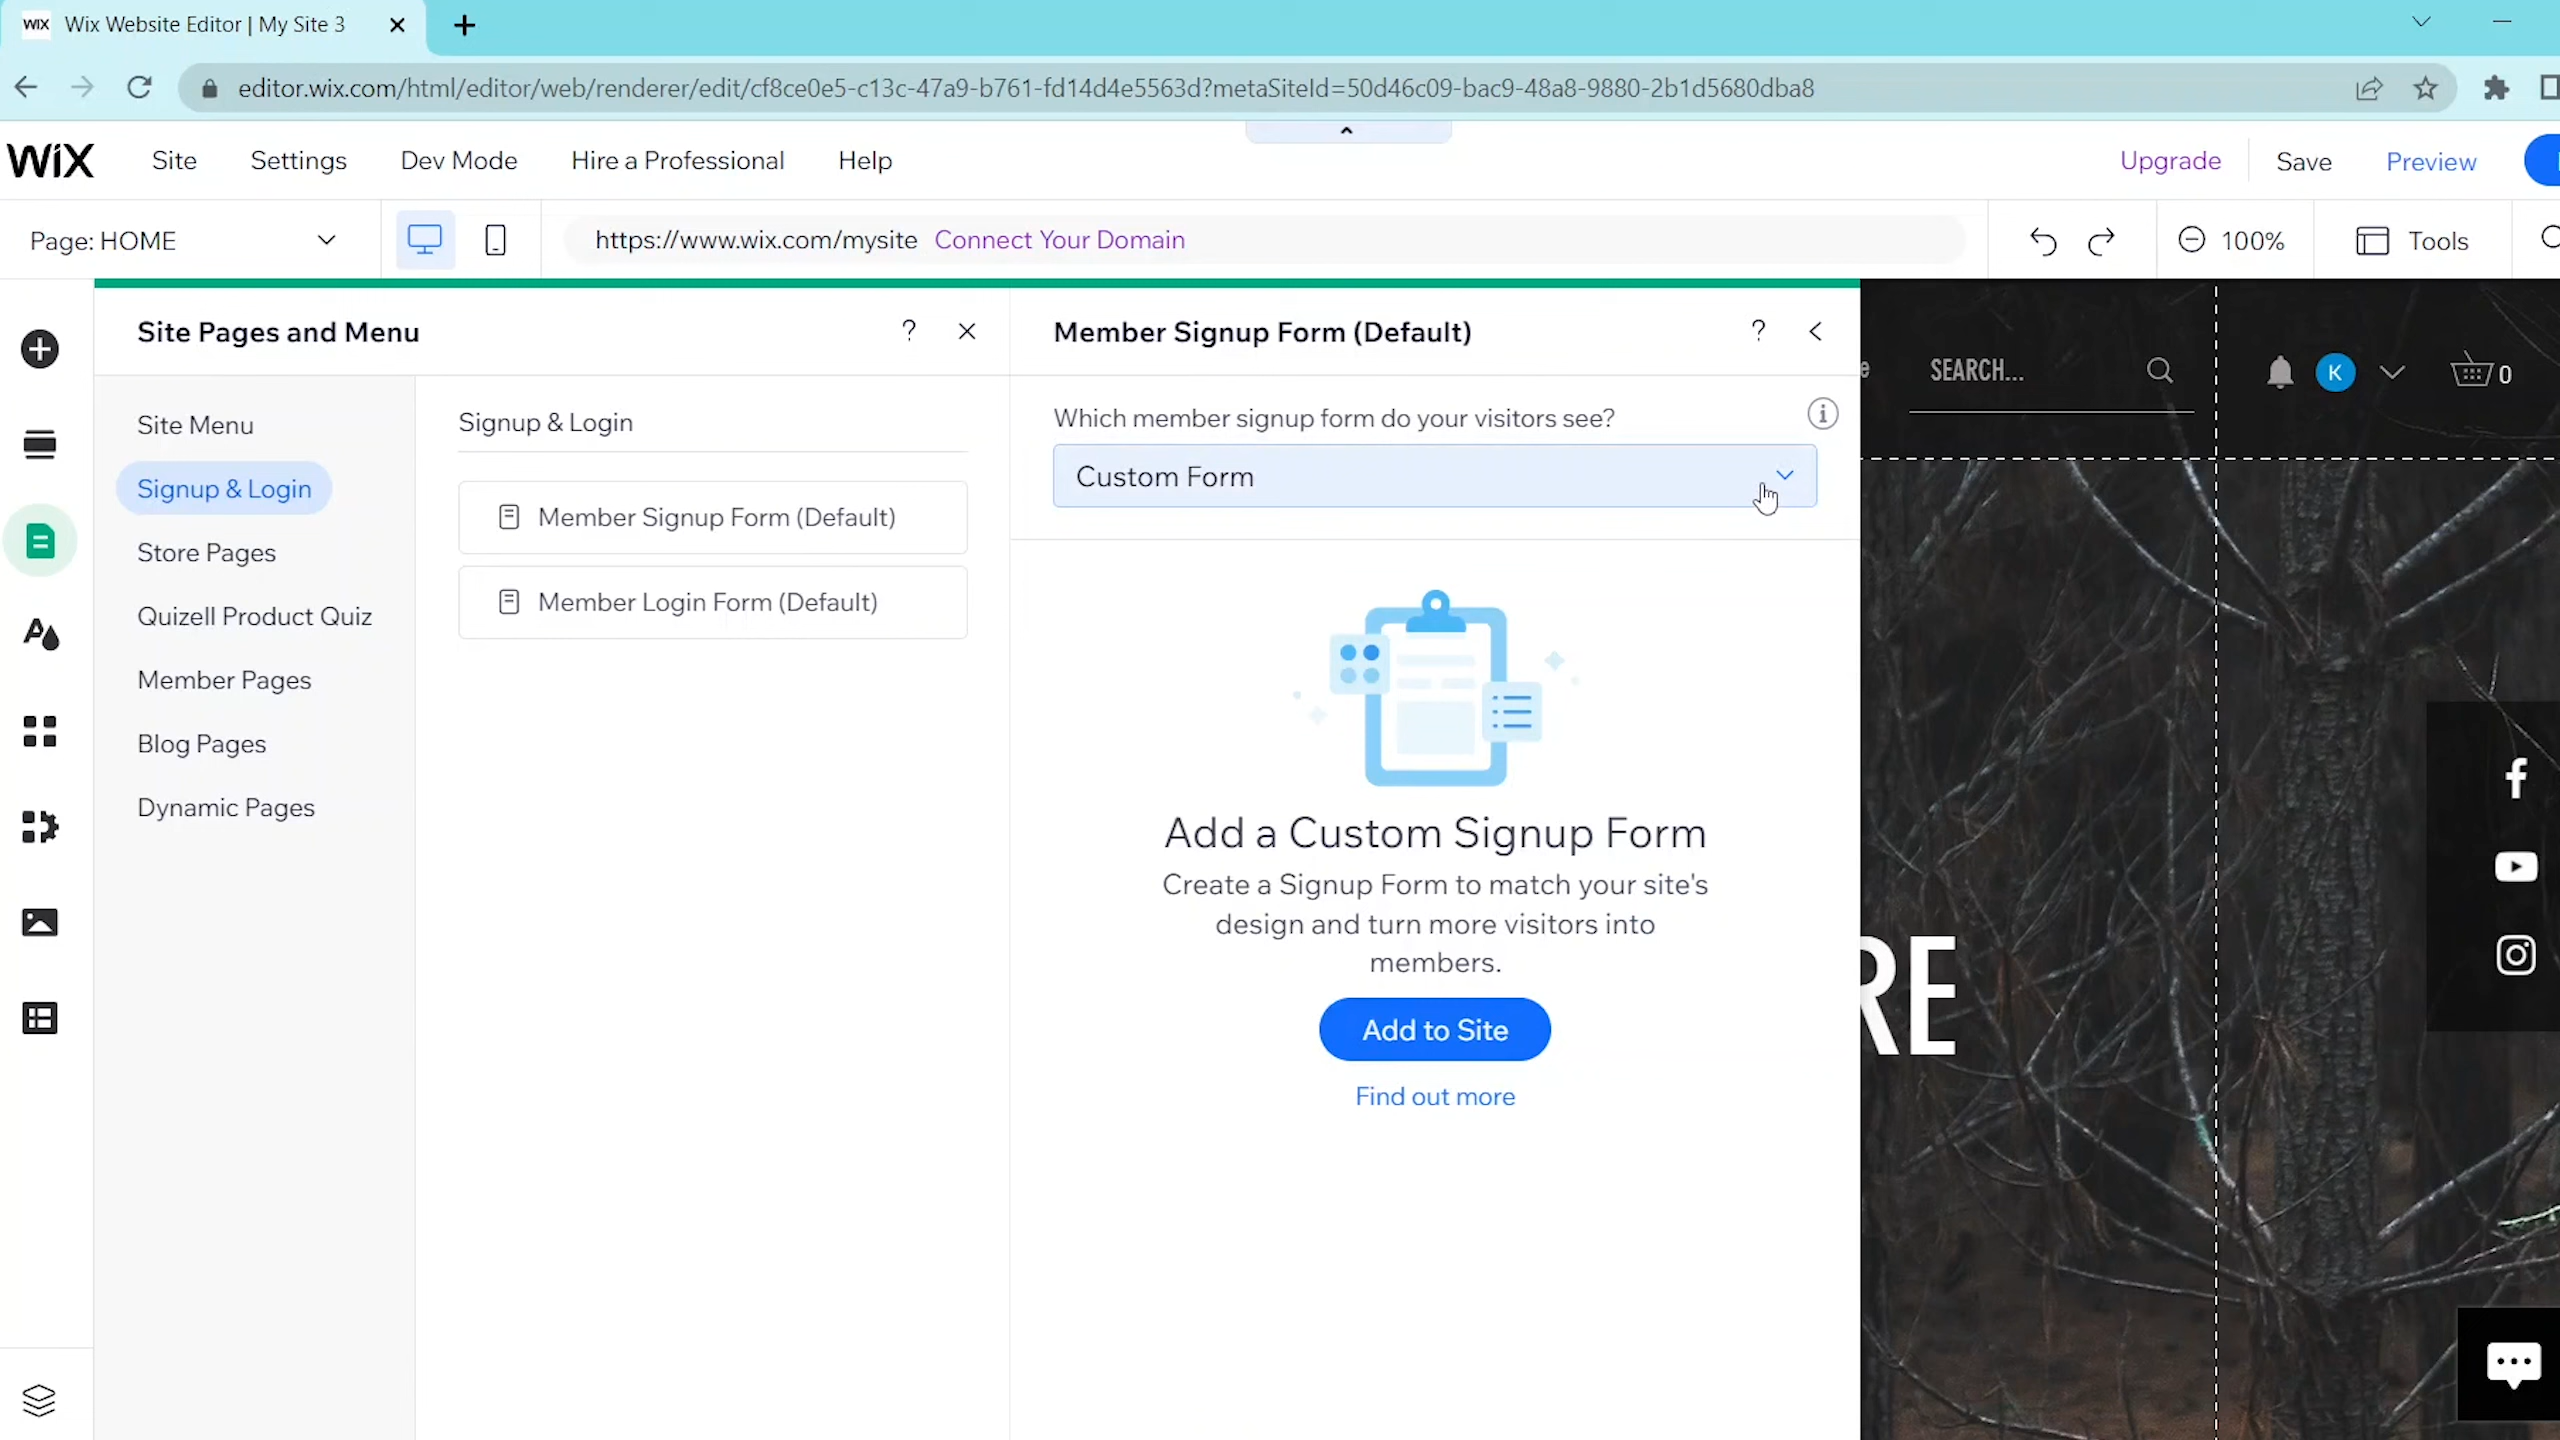 WiX Wix Website Editor | My Site 3
editor.wix.com/html/editor/web/renderer/edit/cf8ce0e5-c13c-47a9-b761-fd14d4e5563d?metaSiteId=50d46c09-bac9-48a8-9880-2b1d5680dba8
WiX Site Settings Dev Mode Hire a Professional Help Upgrade Save Preview
Page: HOME https://www.wix.com/mysite Connect Your Domain 100% Tools
Site Pages and Menu ?
Site Menu
Signup & Login
Store Pages
Quizell Product Quiz
Member Pages
Blog Pages
Dynamic Pages
Signup & Login
Member Signup Form (Default)
Member Login Form (Default)
Member Signup Form (Default) ?
Which member signup form do your visitors see?
Custom Form
Add a Custom Signup Form
Create a Signup Form to match your site's
design and turn more visitors into
members.
Add to Site
Find out more
e SEARCH... K 0
RE